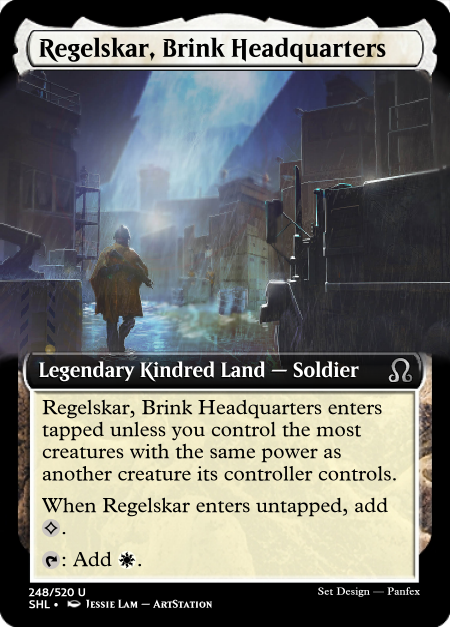 Regelskar, Brink Headquarters
Legendary Kindred Land — Soldier
Regelskar, Brink Headquarters enters
tapped unless you control the most
creatures with the same power as
another creature its controller controls.
When Regelskar enters untapped, add
.
: Add .
248/520 U
Set Design — Panfex
SHL • Jessie Lam — ArtStation